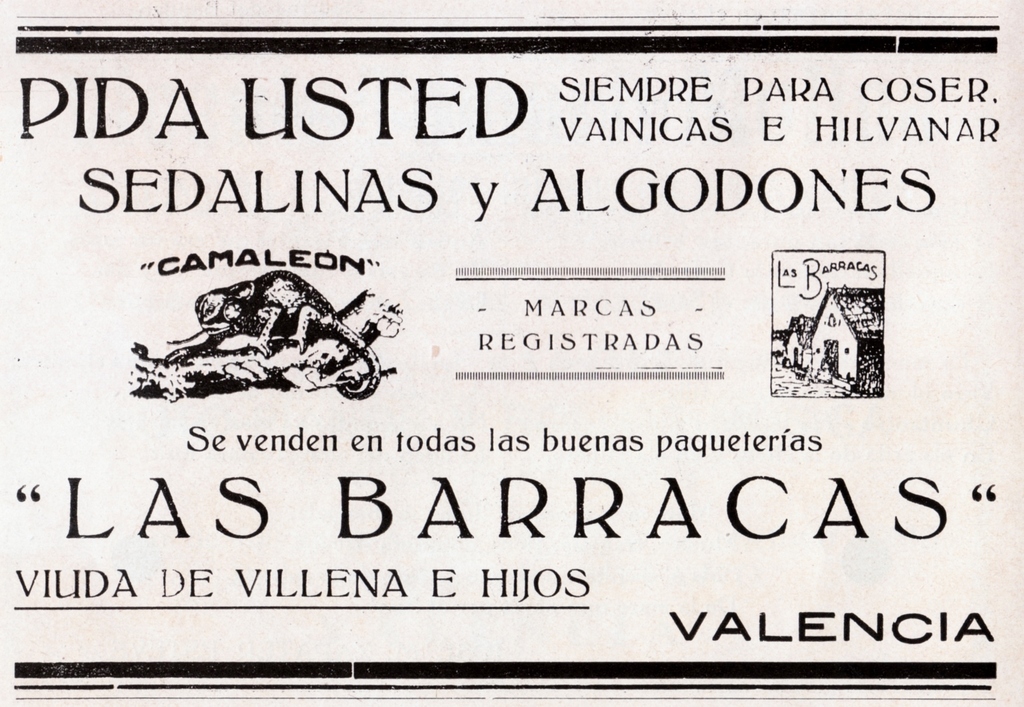 PIDA USTED
SIEMPRE PARA COSER,
VAINICAS E HILVANAR
SEDALINAS y ALGODONES
"CAMALEÓN"
- MARCAS -
REGISTRADAS
LAS BARRACAS
Se venden en todas las buenas paqueterías
"LAS BARRACAS"
VIUDA DE VILLENA E HIJOS
VALENCIA